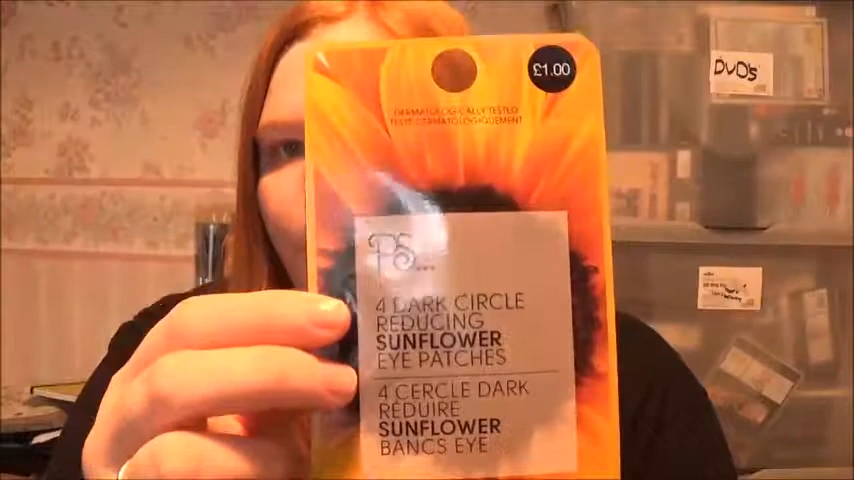 DVD's
£1.00
DERMATOLOGICALLY TESTED
TESTES DERMATOLOGIQUEMENT
PS...
4 DARK CIRCLE
REDUCING
SUNFLOWER
EYE PATCHES
4 CERCLE DARK
RÉDUIRE
SUNFLOWER
BANCS EYE